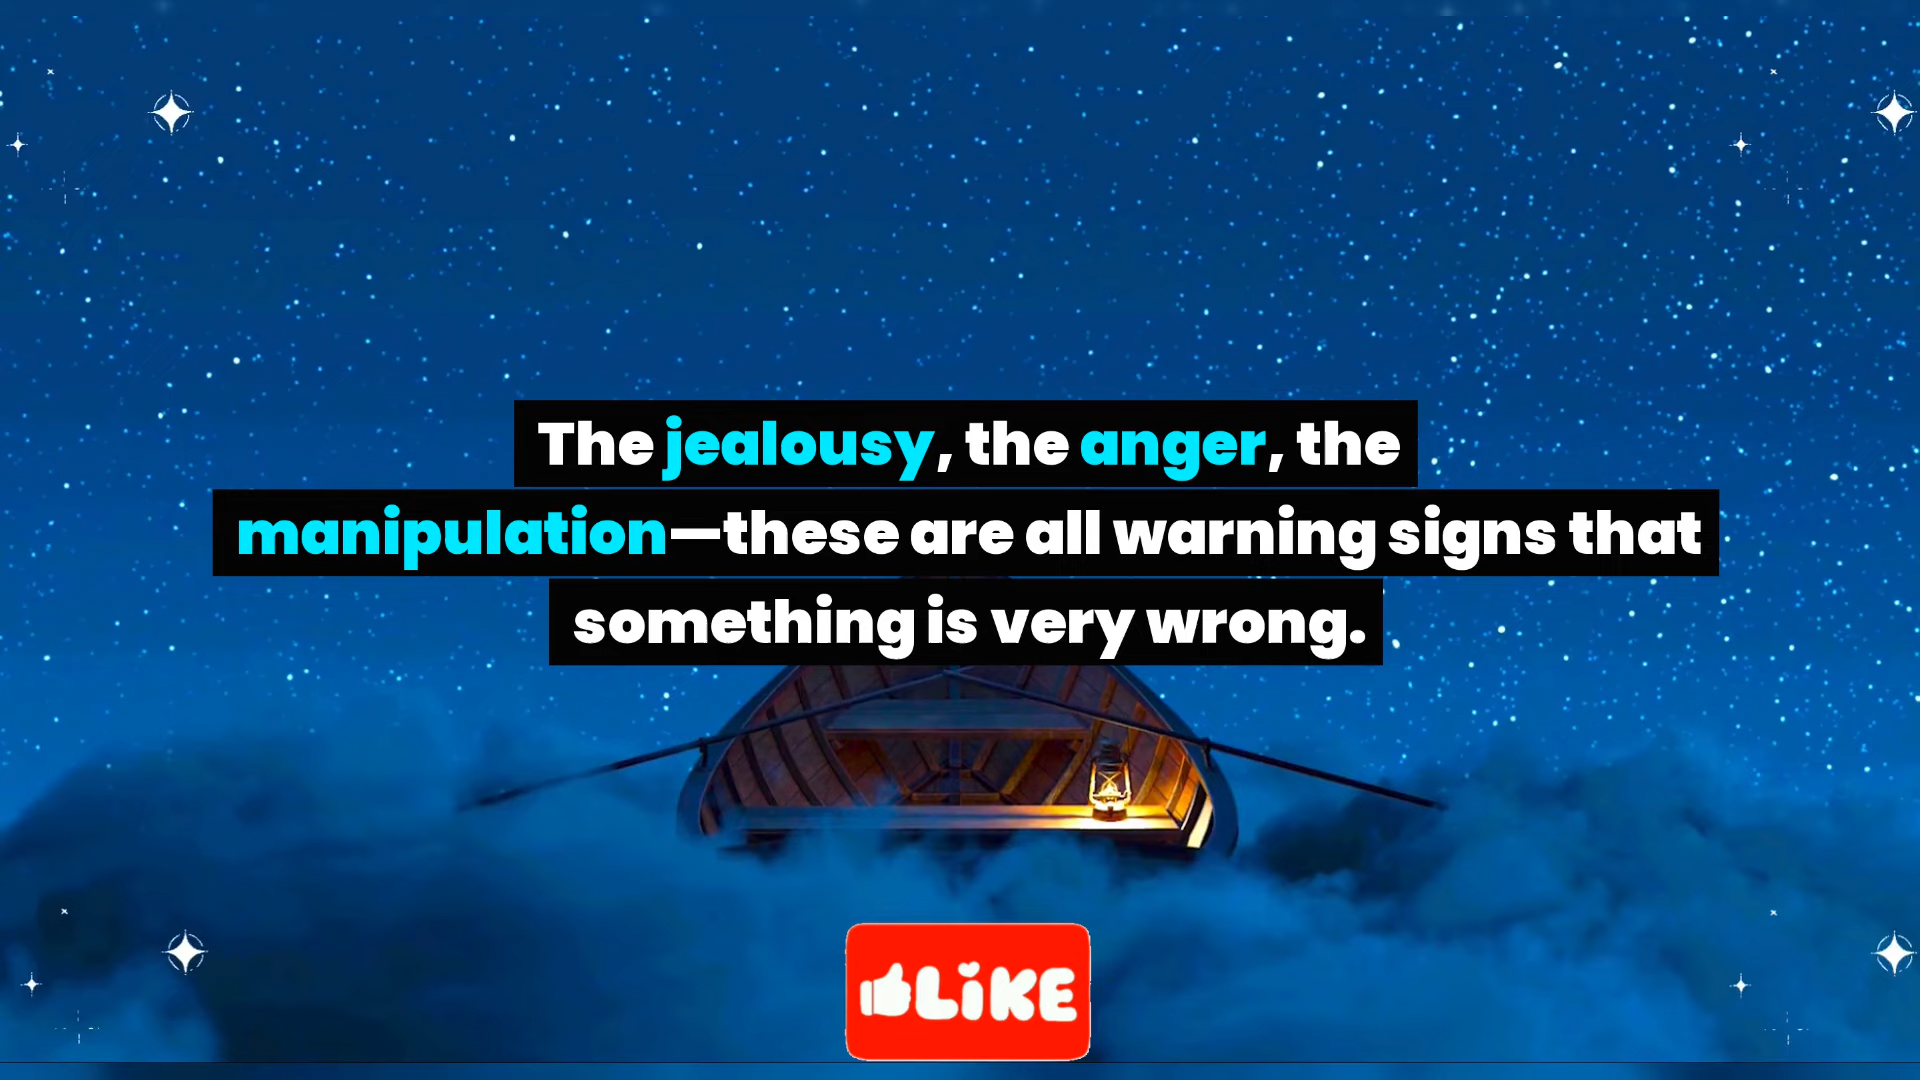 The jealousy, the anger, the
manipulation—these are all warning signs that
something is very wrong.
LiKE